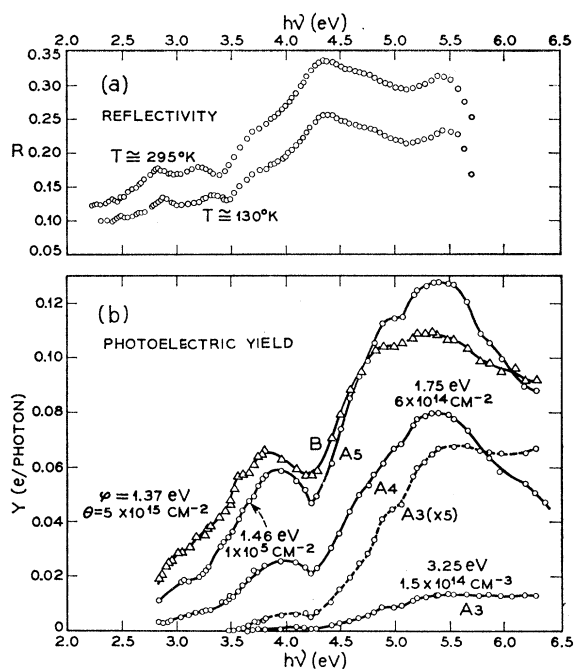 hν (eV)
2.0 2.5 3.0 3.5 4.0 4.5 5.0 5.5 6.0 6.5
0.35
(a)
0.30
0.25
REFLECTIVITY
R 0.20
T ≅ 295°K
0.15
0.10
T ≅ 130°K
0.05
(b)
0.12
PHOTOELECTRIC YIELD
0.10
1.75 eV
6×10¹⁴ CM⁻²
0.08
B
A5
Y (e/PHOTON)
0.06
A4
φ = 1.37 eV
θ=5 ×10¹⁵ CM⁻²
A3(×5)
0.04
1.46 eV
1×10⁵ CM⁻²
3.25 eV
1.5×10¹⁴ CM⁻³
0.02
A3
0
2.0 2.5 3.0 3.5 4.0 4.5 5.0 5.5 6.0 6.5
hν (eV)